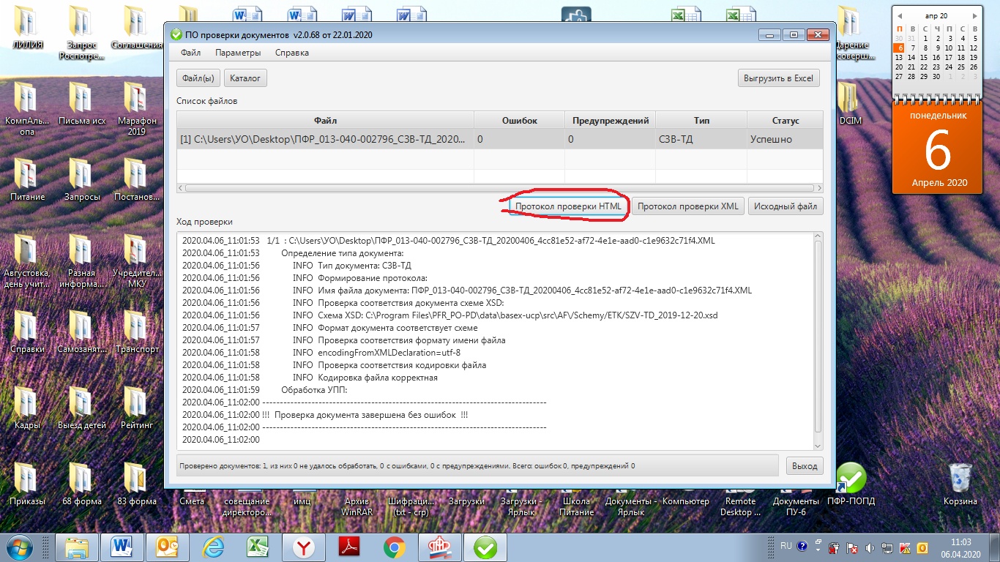 ЛИЛИЯ
Запрос
Роспотре...
Соглашения
ПО проверки документов v2.0.68 от 22.01.2020
Файл Параметры Справка
Файл(ы) Каталог Выгрузить в Excel
Список файлов
Файл Ошибок Предупреждений Тип Статус
[1] C:\Users\УО\Desktop\ПФР_013-040-002796_СЗВ-ТД_2020... 0 0 СЗВ-ТД Успешно
Протокол проверки HTML Протокол проверки XML Исходный файл
Ход проверки
2020.04.06_11:01:53 1/1 : C:\Users\УО\Desktop\ПФР_013-040-002796_СЗВ-ТД_20200406_4cc81e52-af72-4e1e-aad0-c1e9632c71f4.XML
2020.04.06_11:01:53 Определение типа документа:
2020.04.06_11:01:56 INFO Тип документа: СЗВ-ТД
2020.04.06_11:01:56 INFO Формирование протокола:
2020.04.06_11:01:56 INFO Имя файла документа: ПФР_013-040-002796_СЗВ-ТД_20200406_4cc81e52-af72-4e1e-aad0-c1e9632c71f4.XML
2020.04.06_11:01:56 INFO Проверка соответствия документа схеме XSD:
2020.04.06_11:01:56 INFO Схема XSD: C:\Program Files\PFR_PO-PD\data\basex-ucp\src\AF\/Schemy/ETK/SZV-TD_2019-12-20.xsd
2020.04.06_11:01:57 INFO Формат документа соответствует схеме
2020.04.06_11:01:57 INFO Проверка соответствия формату имени файла
2020.04.06_11:01:58 INFO encodingFromXMLDeclaration=utf-8
2020.04.06_11:01:58 INFO Проверка соответствия кодировки файла
2020.04.06_11:01:58 INFO Кодировка файла корректная
2020.04.06_11:01:59 Обработка УПП:
2020.04.06_11:02:00 --------------------------------------------------------------------------------
2020.04.06_11:02:00 !!! Проверка документа завершена без ошибок !!!
2020.04.06_11:02:00 --------------------------------------------------------------------------------
2020.04.06_11:02:00
Проверено документов: 1, из них 0 не удалось обработать, 0 с ошибками, 0 с предупреждениями. Всего: ошибок 0, предупреждений 0
Выход
КомпАль...
опа
Письма исх
Марафон
2019
Питание
Запросы
Постанов...
Августовка,
день учит...
Разная
информа...
Учредител...
МКУ
Справки
Самозанят...
Транспорт
Кадры
Выезд детей
Рейтинг
Приказы
68 форма
83 форма
Смета
совещание
директоро...
имц
Архив
WinRAR
Шифраци...
(txt - crp)
Загрузки
Загрузки -
Ярлык
Школа
Питание
Документы -
Ярлык
Компьютер
Remote
Desktop ...
Документы
ПУ-6
ПФР-ПОПД
Корзина
Дарение
DCIM
апр 20
П В С Ч П С В
30 31 1 2 3 4 5
6 7 8 9 10 11 12
13 14 15 16 17 18 19
20 21 22 23 24 25 26
27 28 29 30 1 2 3
понедельник
6
Апрель 2020
RU
11:03
06.04.2020